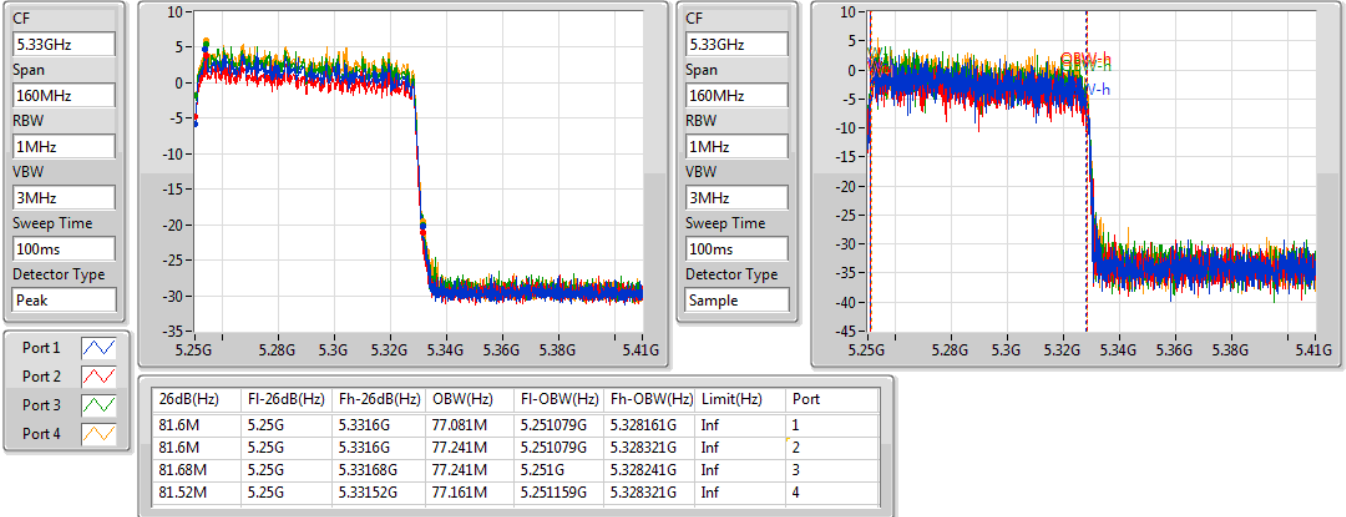 CF
5.33GHz
Span
160MHz
RBW
1MHz
VBW
3MHz
Sweep Time
100ms
Detector Type
Peak
10
5
0
-5
-10
-15
-20
-25
-30
-35
5.25G 5.28G 5.3G 5.32G 5.34G 5.36G 5.38G 5.41G
CF
5.33GHz
Span
160MHz
RBW
1MHz
VBW
3MHz
Sweep Time
100ms
Detector Type
Sample
10
5
0
-5
-10
-15
-20
-25
-30
-35
-40
-45
OBW-h
5.25G 5.28G 5.3G 5.32G 5.34G 5.36G 5.38G 5.41G
Port 1
Port 2
Port 3
Port 4
26dB(Hz) Fl-26dB(Hz) Fh-26dB(Hz) OBW(Hz) Fl-OBW(Hz) Fh-OBW(Hz) Limit(Hz) Port
81.6M 5.25G 5.3316G 77.081M 5.251079G 5.328161G Inf 1
81.6M 5.25G 5.3316G 77.241M 5.251079G 5.328321G Inf 2
81.68M 5.25G 5.33168G 77.241M 5.251G 5.328241G Inf 3
81.52M 5.25G 5.33152G 77.161M 5.251159G 5.328321G Inf 4